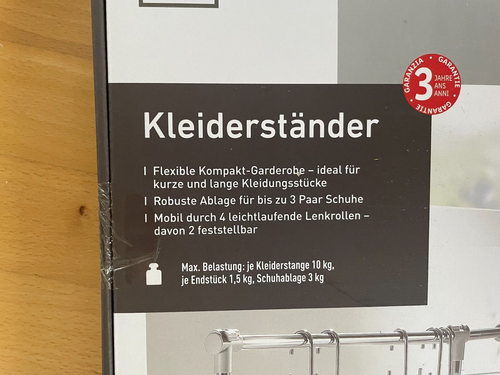 GARANZIA • GARANTIE
3 JAHRE
ANS
ANNI
GARANTIE
Kleiderständer
I Flexible Kompakt-Garderobe – ideal für
kurze und lange Kleidungsstücke
I Robuste Ablage für bis zu 3 Paar Schuhe
I Mobil durch 4 leichtlaufende Lenkrollen –
davon 2 feststellbar
Max. Belastung: je Kleiderstange 10 kg,
je Endstück 1,5 kg, Schuhablage 3 kg